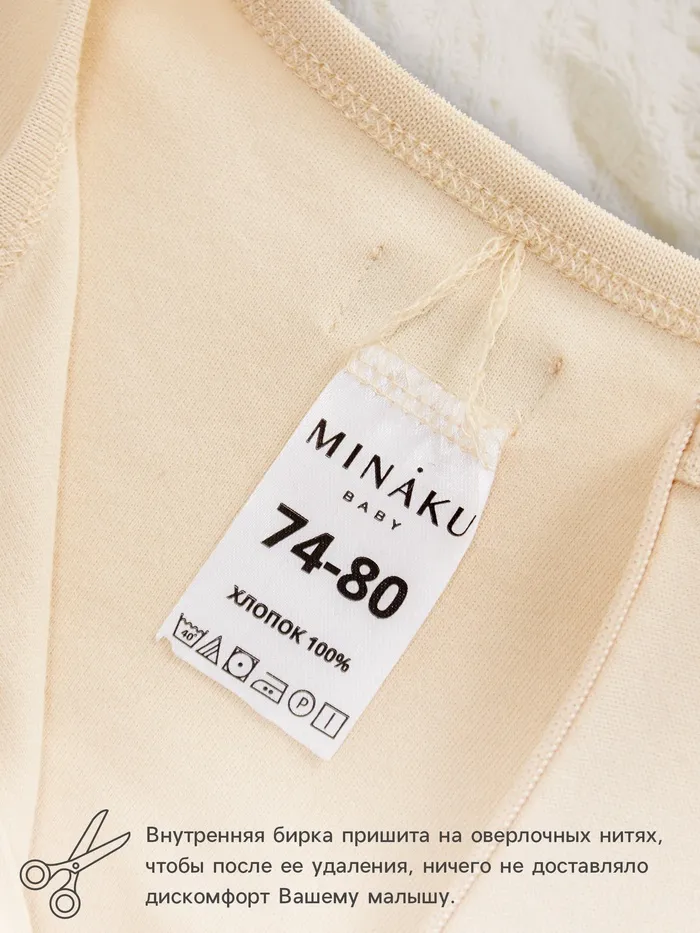 MINAKU
BABY
74-80
ХЛОПОК 100%
40°
P
Внутренняя бирка пришита на оверлочных нитях,
чтобы после ее удаления, ничего не доставляло
дискомфорт Вашему малышу.